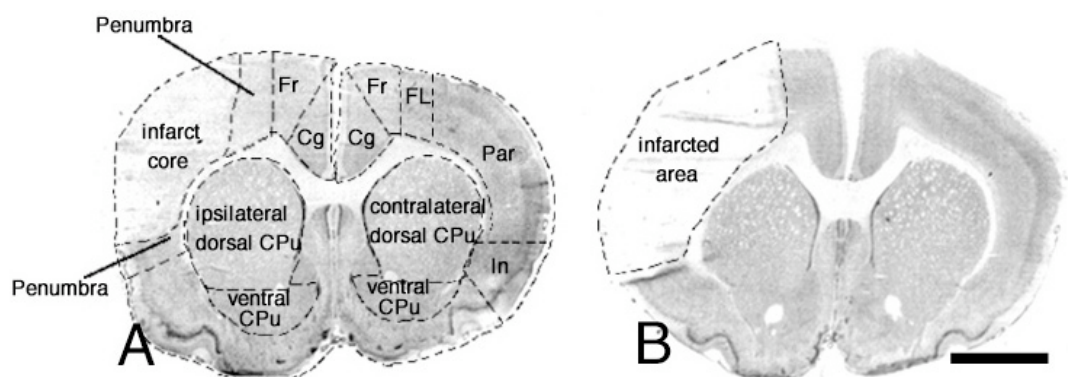 Penumbra
Fr
Fr
FL
infarct
core
Cg
Cg
Par
ipsilateral
dorsal CPu
contralateral
dorsal CPu
In
Penumbra
ventral
CPu
ventral
CPu
A
infarcted
area
B